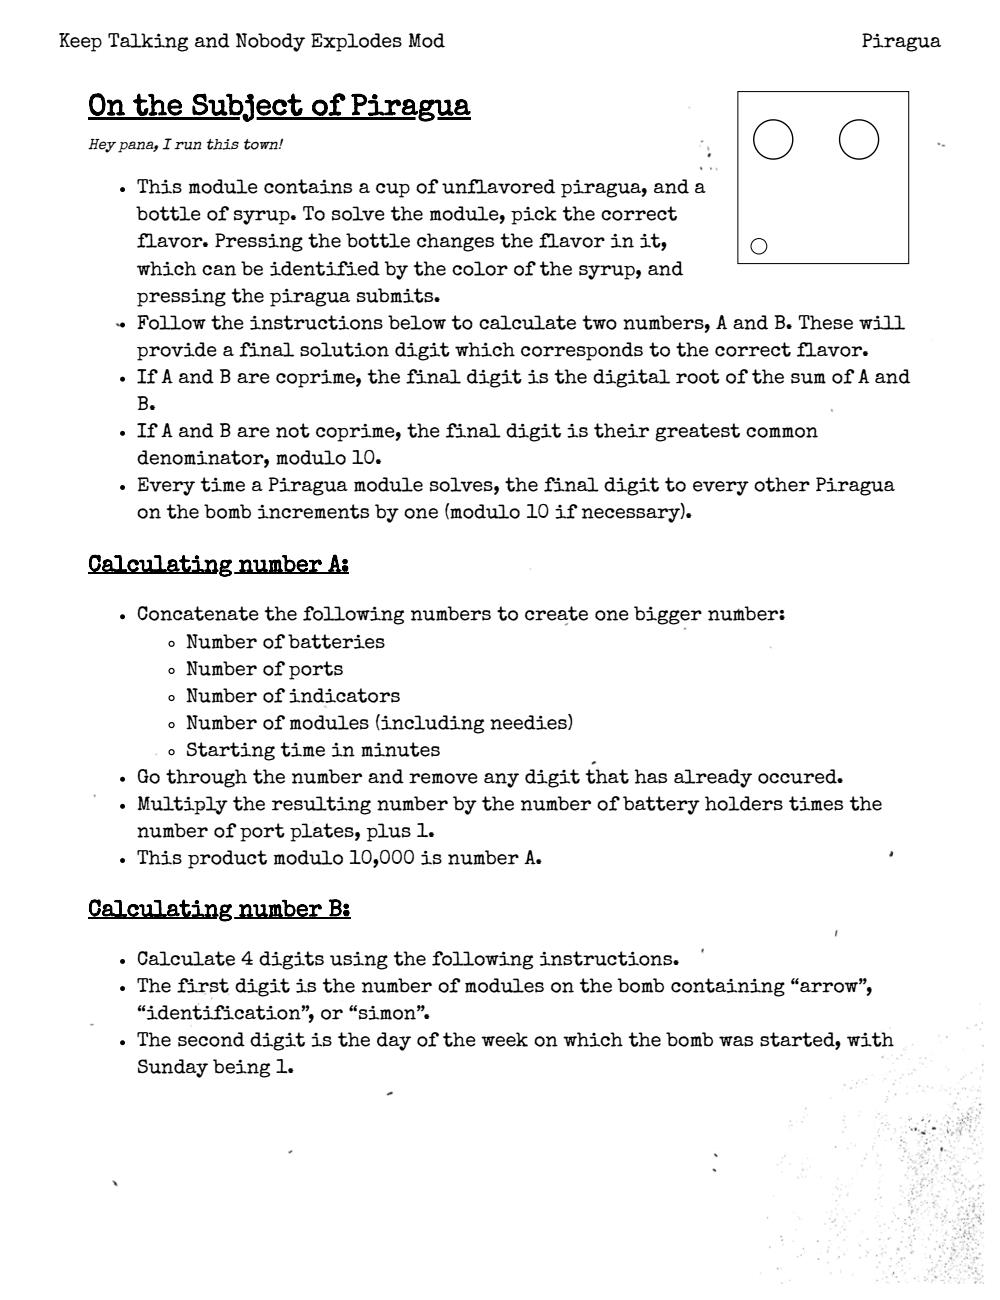 Keep Talking and Nobody Explodes Mod
Piragua
On the Subject of Piragua
Hey pana, I run this town!
• This module contains a cup of unflavored piragua, and a
bottle of syrup. To solve the module, pick the correct
flavor. Pressing the bottle changes the flavor in it,
which can be identified by the color of the syrup, and
pressing the piragua submits.
• Follow the instructions below to calculate two numbers, A and B. These will
provide a final solution digit which corresponds to the correct flavor.
• If A and B are coprime, the final digit is the digital root of the sum of A and
B.
• If A and B are not coprime, the final digit is their greatest common
denominator, modulo 10.
• Every time a Piragua module solves, the final digit to every other Piragua
on the bomb increments by one (modulo 10 if necessary).
Calculating number A:
• Concatenate the following numbers to create one bigger number:
◦ Number of batteries
◦ Number of ports
◦ Number of indicators
◦ Number of modules (including needies)
◦ Starting time in minutes
• Go through the number and remove any digit that has already occured.
• Multiply the resulting number by the number of battery holders times the
number of port plates, plus 1.
• This product modulo 10,000 is number A.
Calculating number B:
• Calculate 4 digits using the following instructions.
• The first digit is the number of modules on the bomb containing “arrow”,
“identification”, or “simon”.
• The second digit is the day of the week on which the bomb was started, with
Sunday being 1.